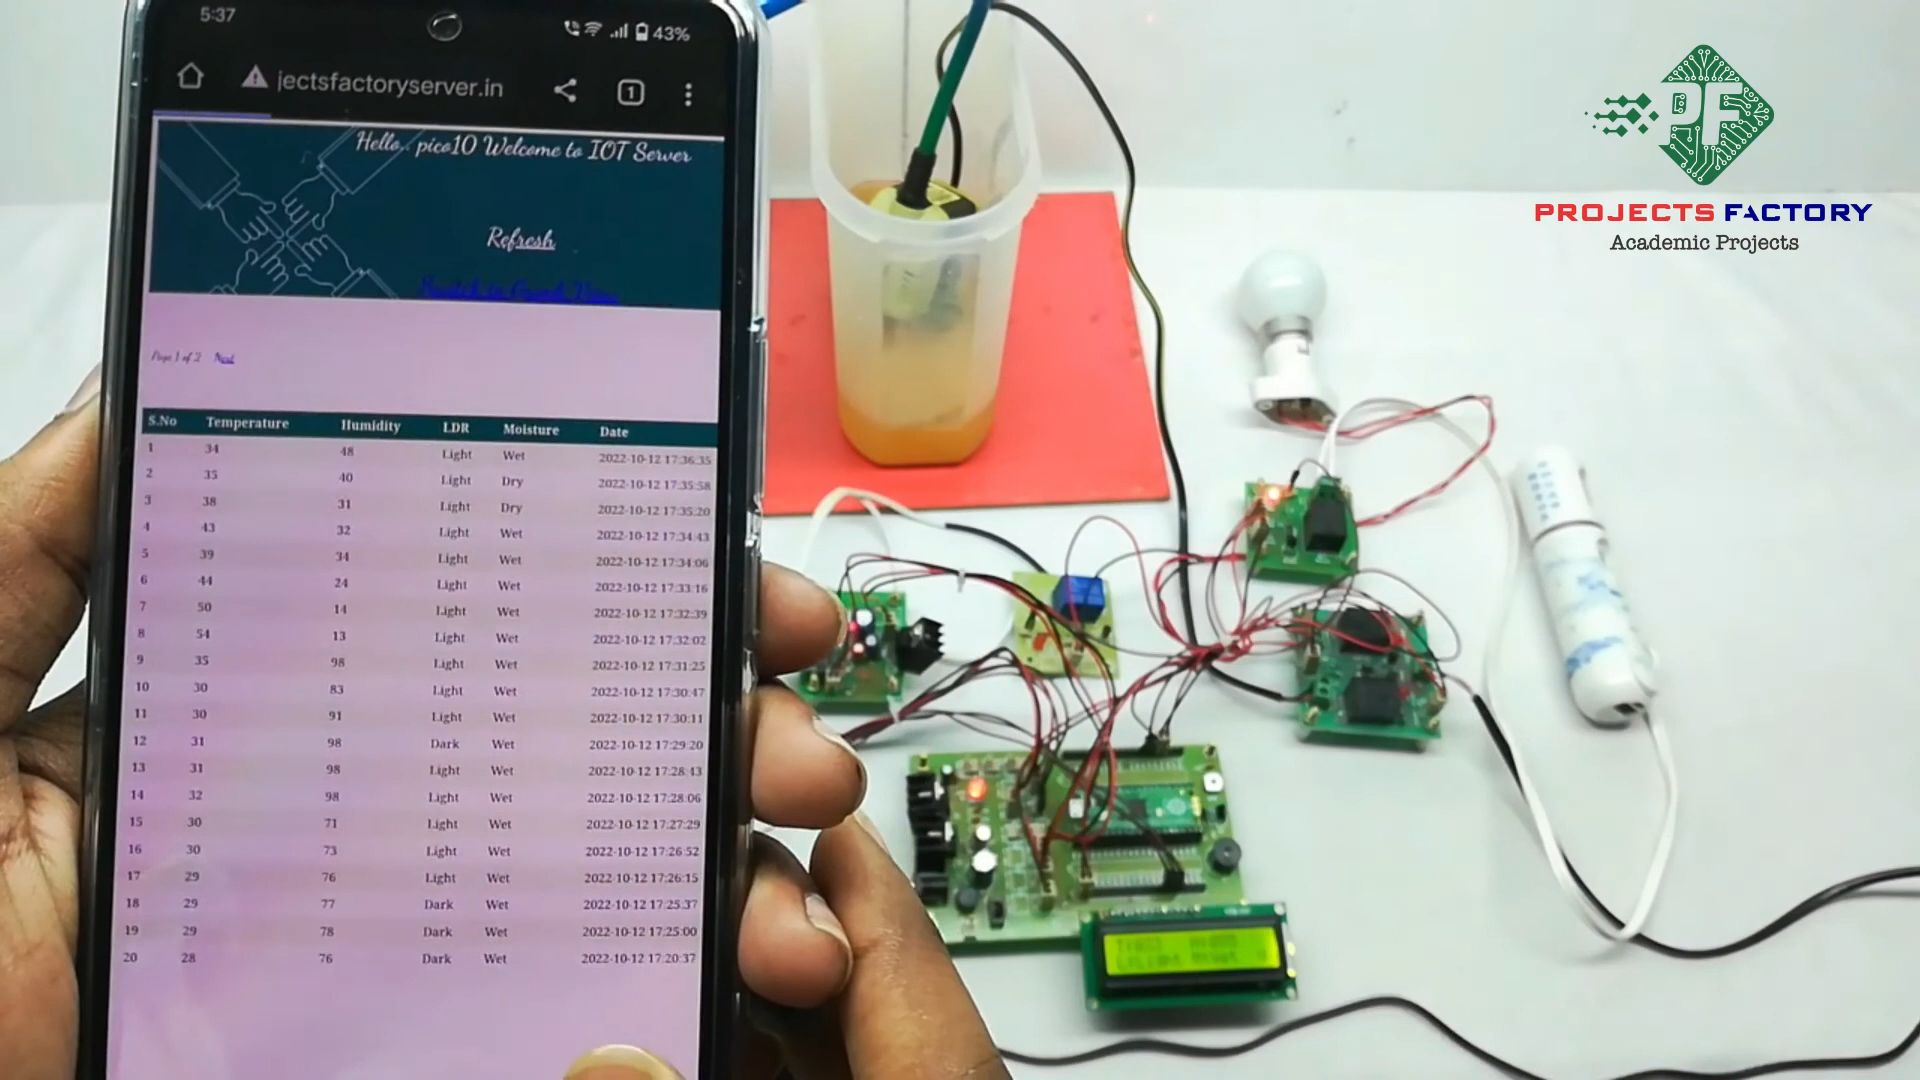 5:37
43%
jectsfactoryserver.in
1
Hello.. pico10 Welcome to IOT Server
Refresh
Page 1 of 2 Next
S.No Temperature Humidity LDR Moisture Date
1 34 48 Light Wet 2022-10-12 17:36:35
2 35 40 Light Dry 2022-10-12 17:35:58
3 38 31 Light Dry 2022-10-12 17:35:20
4 43 32 Light Wet 2022-10-12 17:34:43
5 39 34 Light Wet 2022-10-12 17:34:06
6 44 24 Light Wet 2022-10-12 17:33:16
7 50 14 Light Wet 2022-10-12 17:32:39
8 54 13 Light Wet 2022-10-12 17:32:02
9 35 98 Light Wet 2022-10-12 17:31:25
10 30 83 Light Wet 2022-10-12 17:30:47
11 30 91 Light Wet 2022-10-12 17:30:11
12 31 98 Dark Wet 2022-10-12 17:29:20
13 31 98 Light Wet 2022-10-12 17:28:43
14 32 98 Light Wet 2022-10-12 17:28:06
15 30 71 Light Wet 2022-10-12 17:27:29
16 30 73 Light Wet 2022-10-12 17:26:52
17 29 76 Light Wet 2022-10-12 17:26:15
18 29 77 Dark Wet 2022-10-12 17:25:37
19 29 78 Dark Wet 2022-10-12 17:25:00
20 28 76 Dark Wet 2022-10-12 17:20:37
PF
PROJECTS FACTORY
Academic Projects